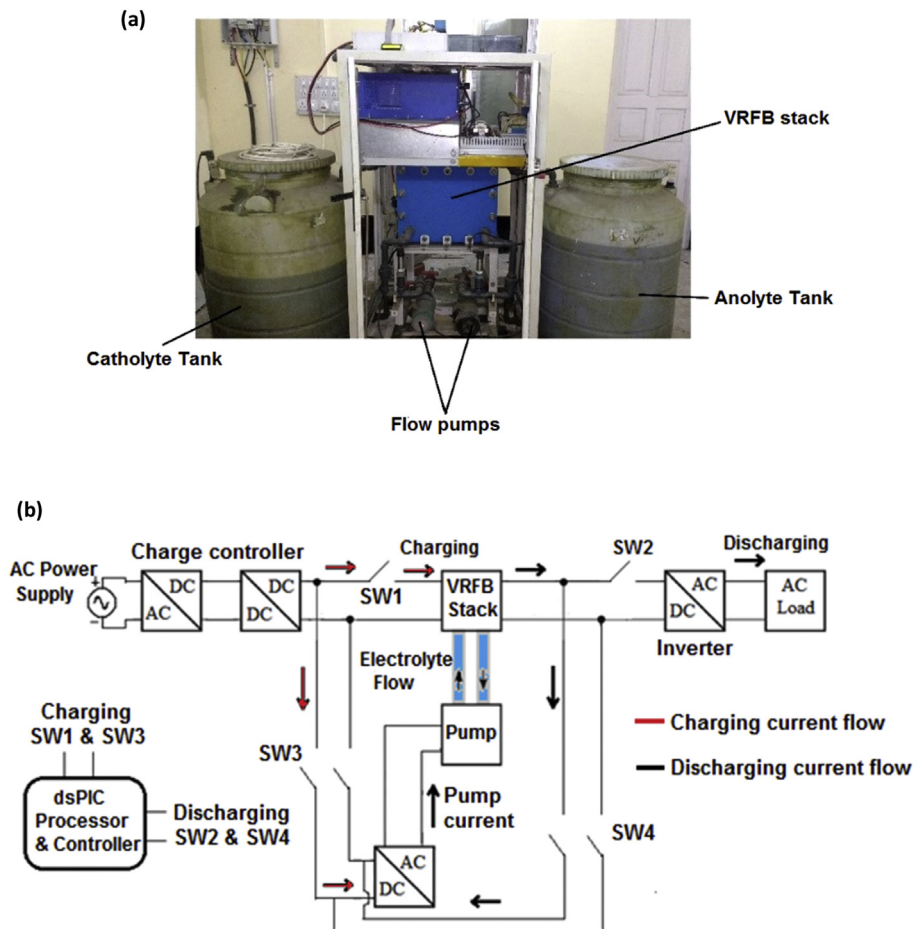 (a)
VRFB stack
Anolyte Tank
Catholyte Tank
Flow pumps
(b)
Charge controller
Charging
SW2
Discharging
AC Power
Supply
+
−
DC
AC
DC
DC
SW1
VRFB
Stack
AC
DC
AC
Load
Inverter
Electrolyte
Flow
Charging
SW1 & SW3
SW3
Pump
Charging current flow
Discharging current flow
dsPIC
Processor
& Controller
Discharging
SW2 & SW4
Pump
current
SW4
AC
DC